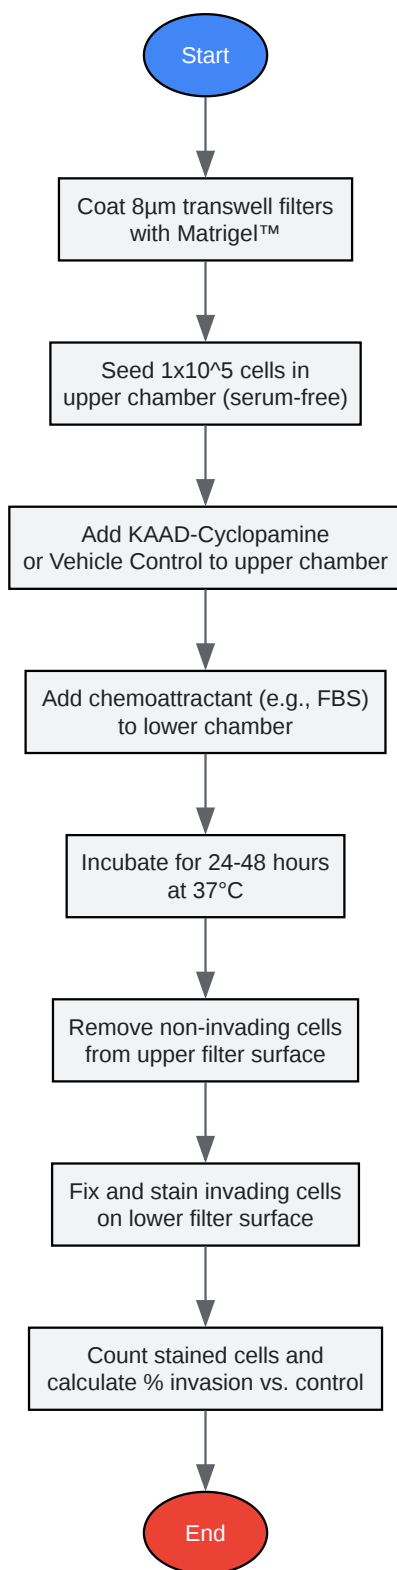 Start
Coat 8µm transwell filters
with Matrigel™
Seed 1x10^5 cells in
upper chamber (serum-free)
Add KAAD-Cyclopamine
or Vehicle Control to upper chamber
Add chemoattractant (e.g., FBS)
to lower chamber
Incubate for 24-48 hours
at 37°C
Remove non-invading cells
from upper filter surface
Fix and stain invading cells
on lower filter surface
Count stained cells and
calculate % invasion vs. control
End